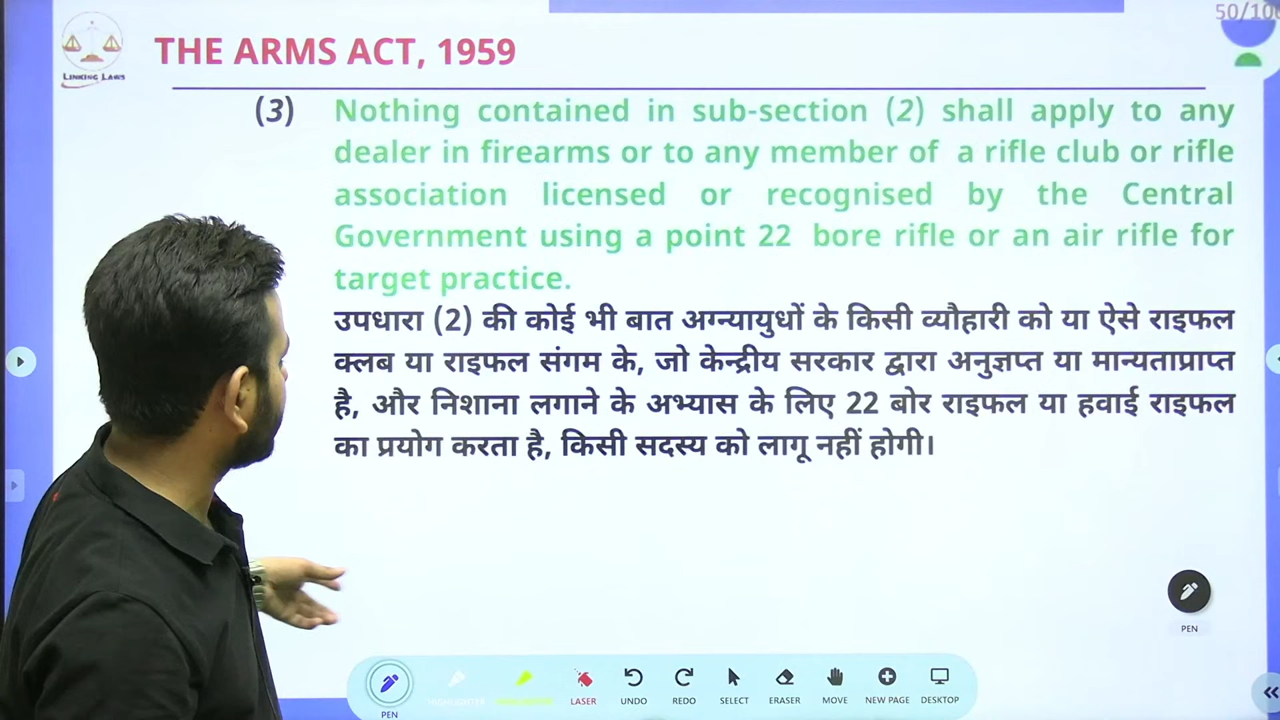 50/100
LINKING LAWS
THE ARMS ACT, 1959
(3) Nothing contained in sub-section (2) shall apply to any
dealer in firearms or to any member of a rifle club or rifle
association licensed or recognised by the Central
Government using a point 22 bore rifle or an air rifle for
target practice.
उपधारा (2) की कोई भी बात अग्न्यायुधों के किसी व्यौहारी को या ऐसे राइफल
क्लब या राइफल संगम के, जो केन्द्रीय सरकार द्वारा अनुज्ञप्त या मान्यताप्राप्त
है, और निशाना लगाने के अभ्यास के लिए 22 बोर राइफल या हवाई राइफल
का प्रयोग करता है, किसी सदस्य को लागू नहीं होगी।
PEN
PEN HIGHLIGHTER LASER UNDO REDO SELECT ERASER MOVE NEW PAGE DESKTOP